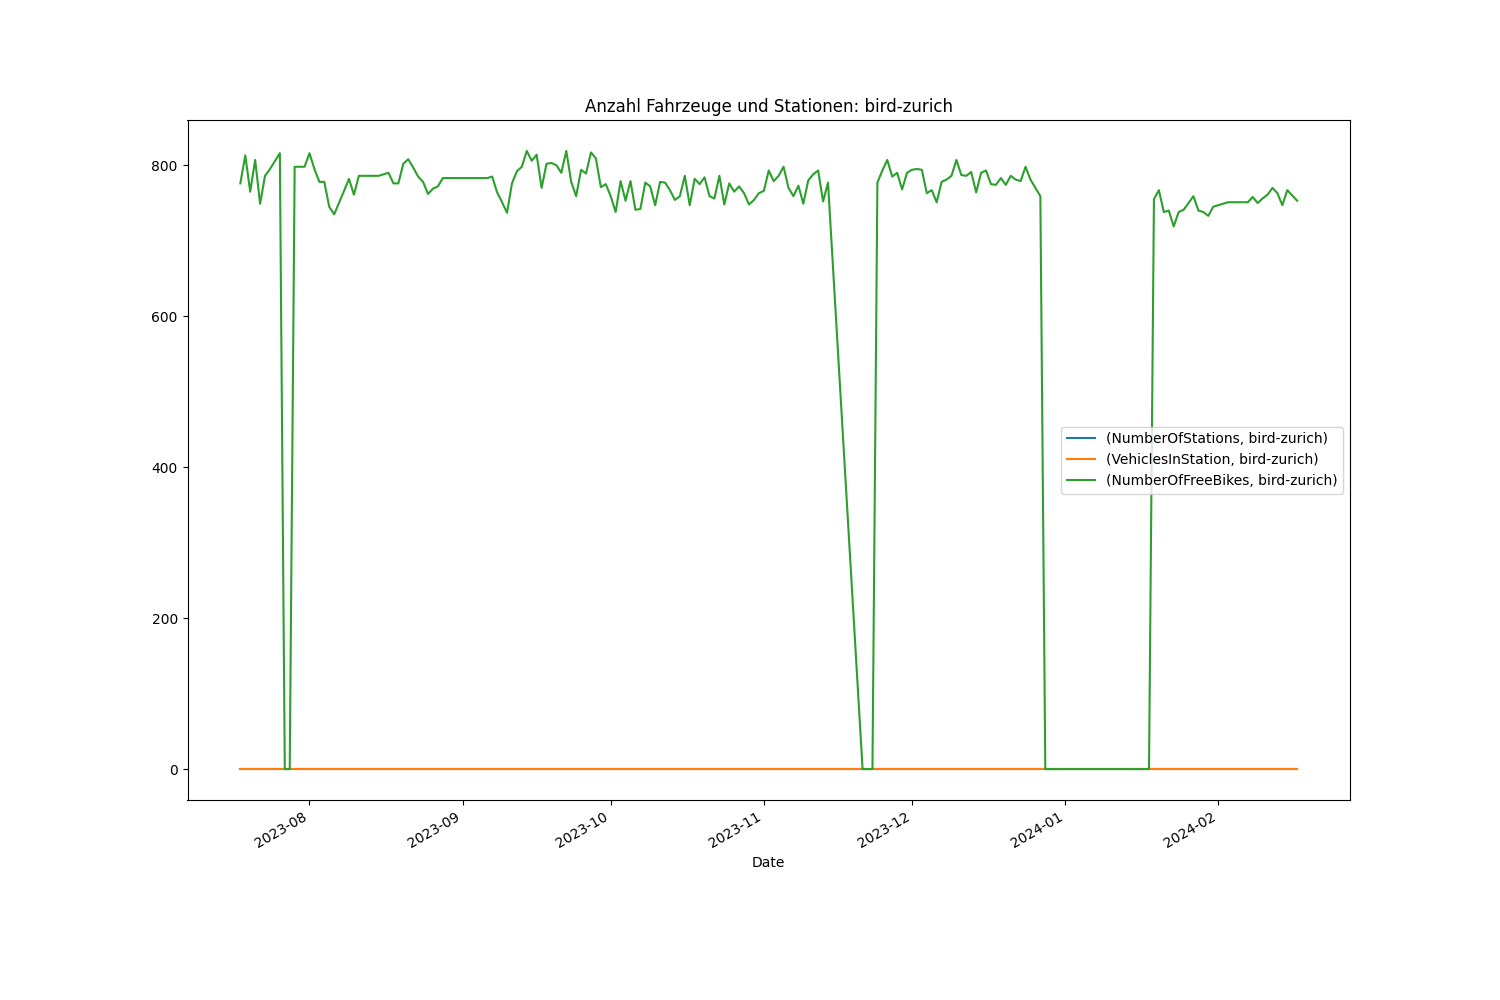 Anzahl Fahrzeuge und Stationen: bird-zurich
800
600
400
200
0
(NumberOfStations, bird-zurich)
(VehiclesInStation, bird-zurich)
(NumberOfFreeBikes, bird-zurich)
2023-08
2023-09
2023-10
2023-11
2023-12
2024-01
2024-02
Date